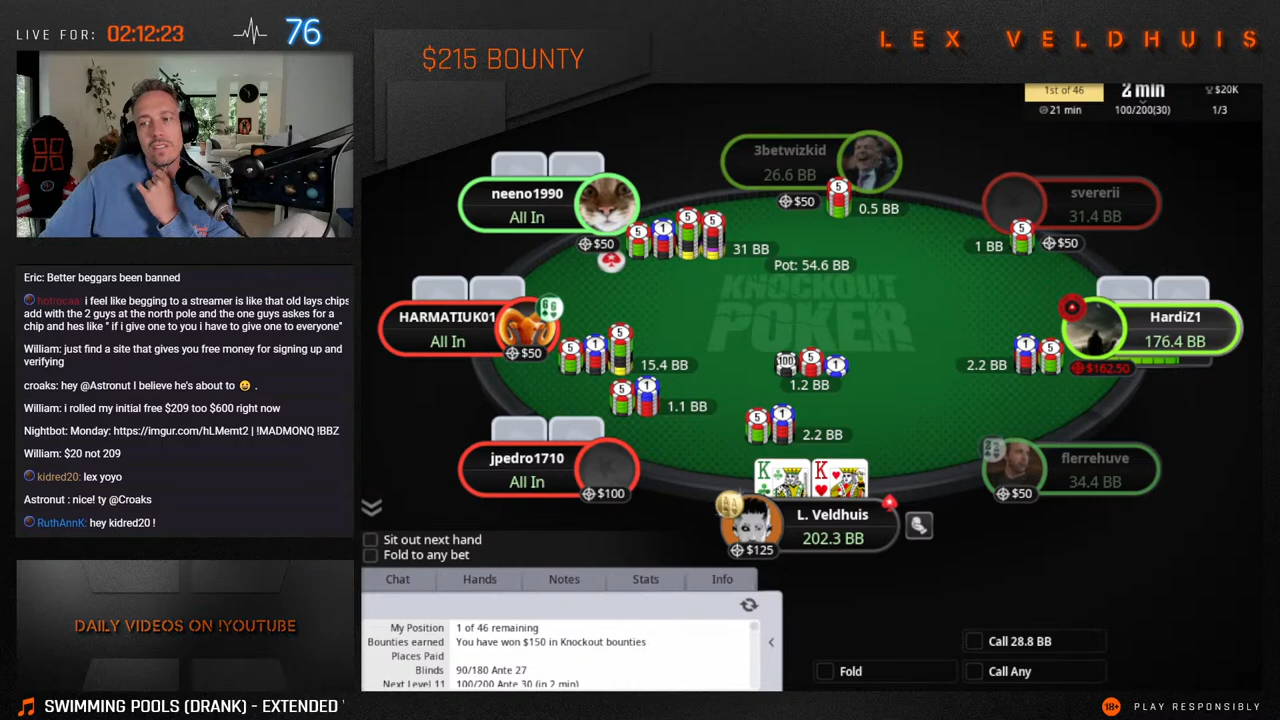 LIVE FOR: 02:12:23 76
$215 BOUNTY
LEX VELDHUIS
1st of 46
21 min
2 min
100/200(30)
$20K
1/3
3betwizkid
26.6 BB
$50
0.5 BB
neeno1990
All In
$50
31 BB
svererii
31.4 BB
1 BB
$50
Pot: 54.6 BB
KNOCKOUT
POKER
HARMATIUK01
All In
$50
15.4 BB
1.1 BB
1.2 BB
HardiZ1
176.4 BB
2.2 BB
$162.50
2.2 BB
jpedro1710
All In
$100
flerrehuve
34.4 BB
$50
K K
L. Veldhuis
202.3 BB
$125
Eric: Better beggars been banned
hotrocaa: i feel like begging to a streamer is like that old lays chips
add with the 2 guys at the north pole and the one guys askes for a
chip and hes like " if i give one to you i have to give one to everyone"
William: just find a site that gives you free money for signing up and
verifying
croaks: hey @Astronut I believe he's about to 😀 .
William: i rolled my initial free $209 too $600 right now
Nightbot: Monday: https://imgur.com/hLMemt2 | !MADMONQ !BBZ
William: $20 not 209
kidred20: lex yoyo
Astronut : nice! ty @Croaks
RuthAnnK: hey kidred20 !
DAILY VIDEOS ON !YOUTUBE
Sit out next hand
Fold to any bet
Chat Hands Notes Stats Info
My Position 1 of 46 remaining
Bounties earned You have won $150 in Knockout bounties
Places Paid
Blinds 90/180 Ante 27
Next Level 11 100/200 Ante 30 (in 2 min)
Call 28.8 BB
Fold
Call Any
SWIMMING POOLS (DRANK) - EXTENDED
18+ PLAY RESPONSIBLY